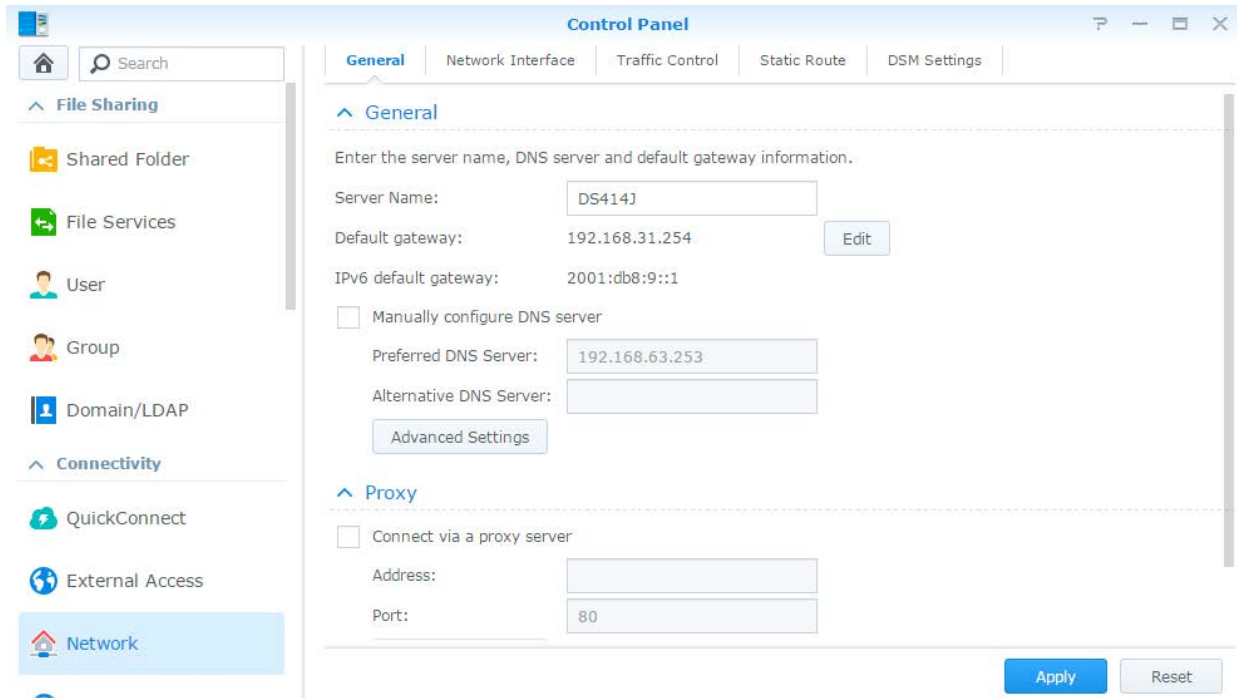 Control Panel
Search
General Network Interface Traffic Control Static Route DSM Settings
File Sharing
Shared Folder
File Services
User
Group
Domain/LDAP
Connectivity
QuickConnect
External Access
Network
General
Enter the server name, DNS server and default gateway information.
Server Name: DS414J
Default gateway: 192.168.31.254 Edit
IPv6 default gateway: 2001:db8:9::1
Manually configure DNS server
Preferred DNS Server: 192.168.63.253
Alternative DNS Server:
Advanced Settings
Proxy
Connect via a proxy server
Address:
Port: 80
Apply Reset